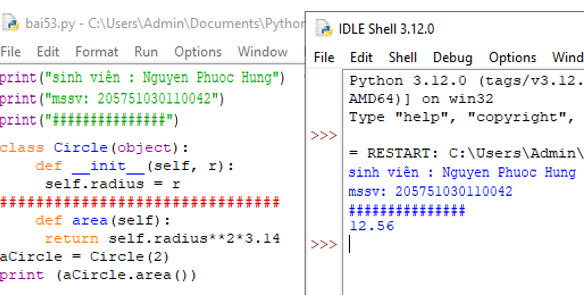 bai53.py - C:\Users\Admin\Documents\Python
File Edit Format Run Options Window
print("sinh viên : Nguyen Phuoc Hung")
print("mssv: 205751030110042")
print("###############")
class Circle(object):
    def __init__(self, r):
     self.radius = r
##############################
    def area(self):
     return self.radius**2*3.14
aCircle = Circle(2)
print (aCircle.area())
IDLE Shell 3.12.0
File Edit Shell Debug Options Window
Python 3.12.0 (tags/v3.12.
AMD64)] on win32
Type "help", "copyright",
>>>
= RESTART: C:\Users\Admin\
sinh viên : Nguyen Phuoc Hung
mssv: 205751030110042
###############
12.56
>>>